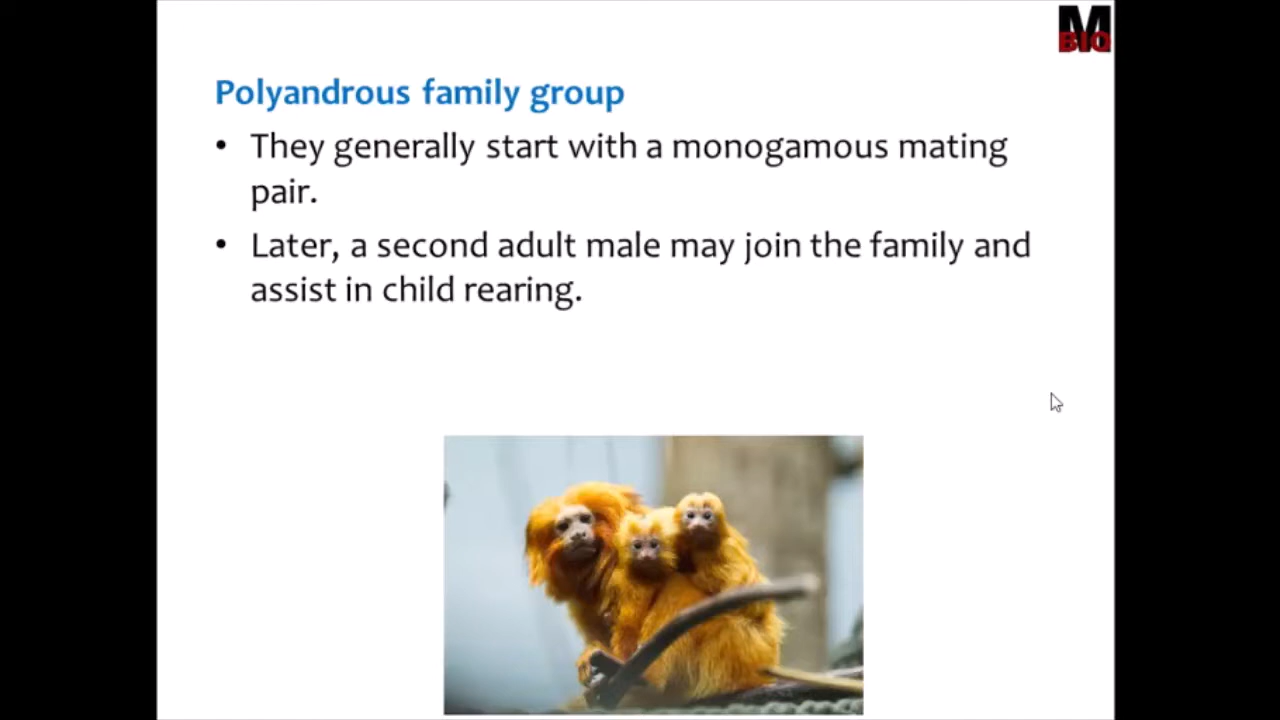 M
BIO
Polyandrous family group
• They generally start with a monogamous mating
pair.
• Later, a second adult male may join the family and
assist in child rearing.